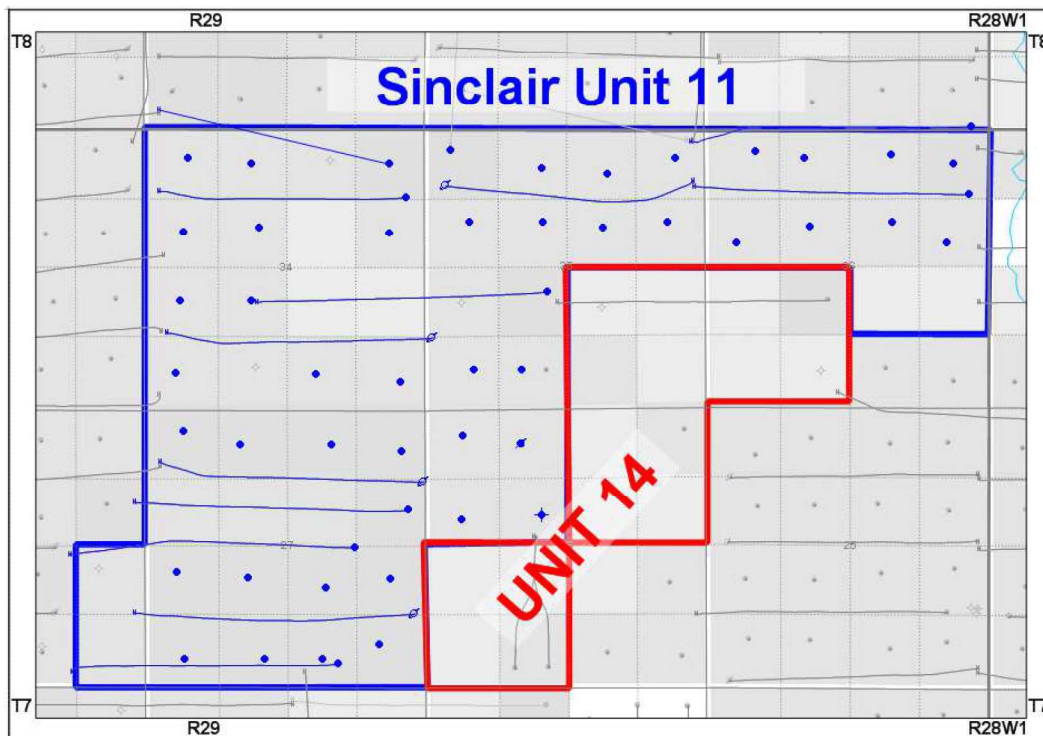 R29 R28W1
T8 T8
Sinclair Unit 11
34 35 36
UNIT 14
27 25
T7 T7
R29 R28W1